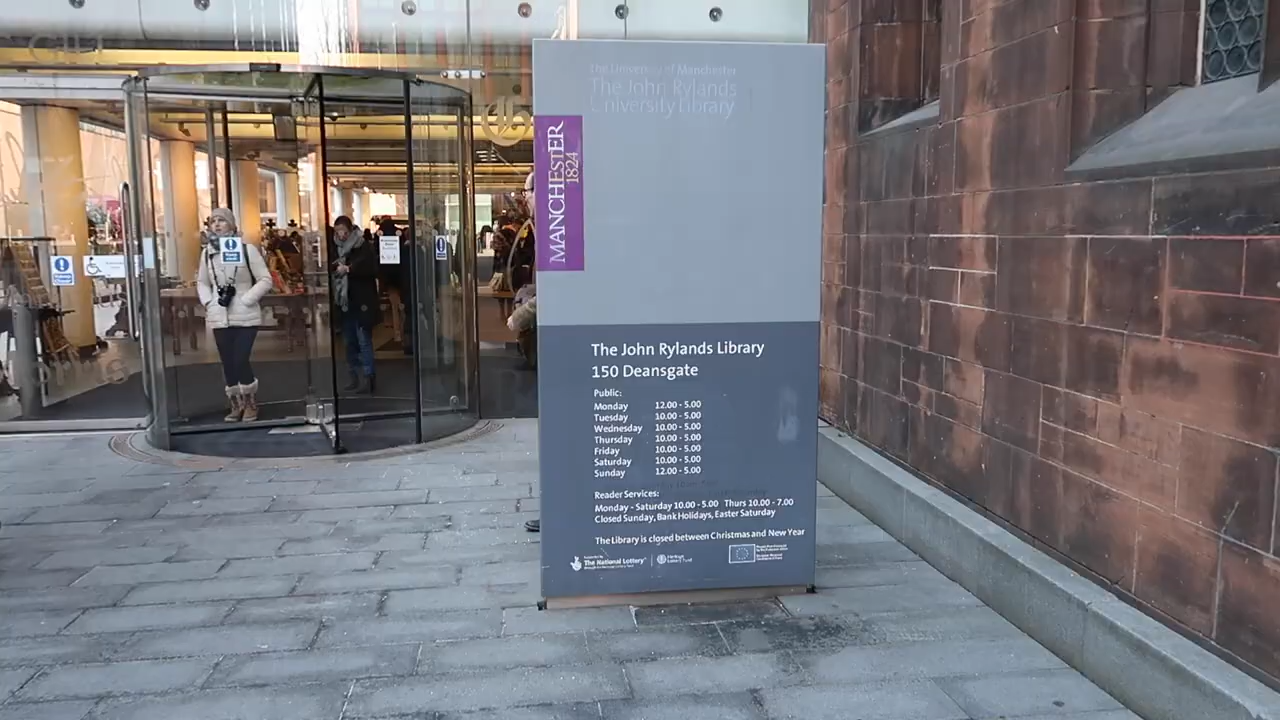 The University of Manchester
The John Rylands
University Library
MANCHESTER
1824
The John Rylands Library
150 Deansgate
Public:
Monday 12.00 - 5.00
Tuesday 10.00 - 5.00
Wednesday 10.00 - 5.00
Thursday 10.00 - 5.00
Friday 10.00 - 5.00
Saturday 10.00 - 5.00
Sunday 12.00 - 5.00
Reader Services:
Monday - Saturday 10.00 - 5.00 Thurs 10.00 - 7.00
Closed Sunday, Bank Holidays, Easter Saturday
The Library is closed between Christmas and New Year
The National Lottery